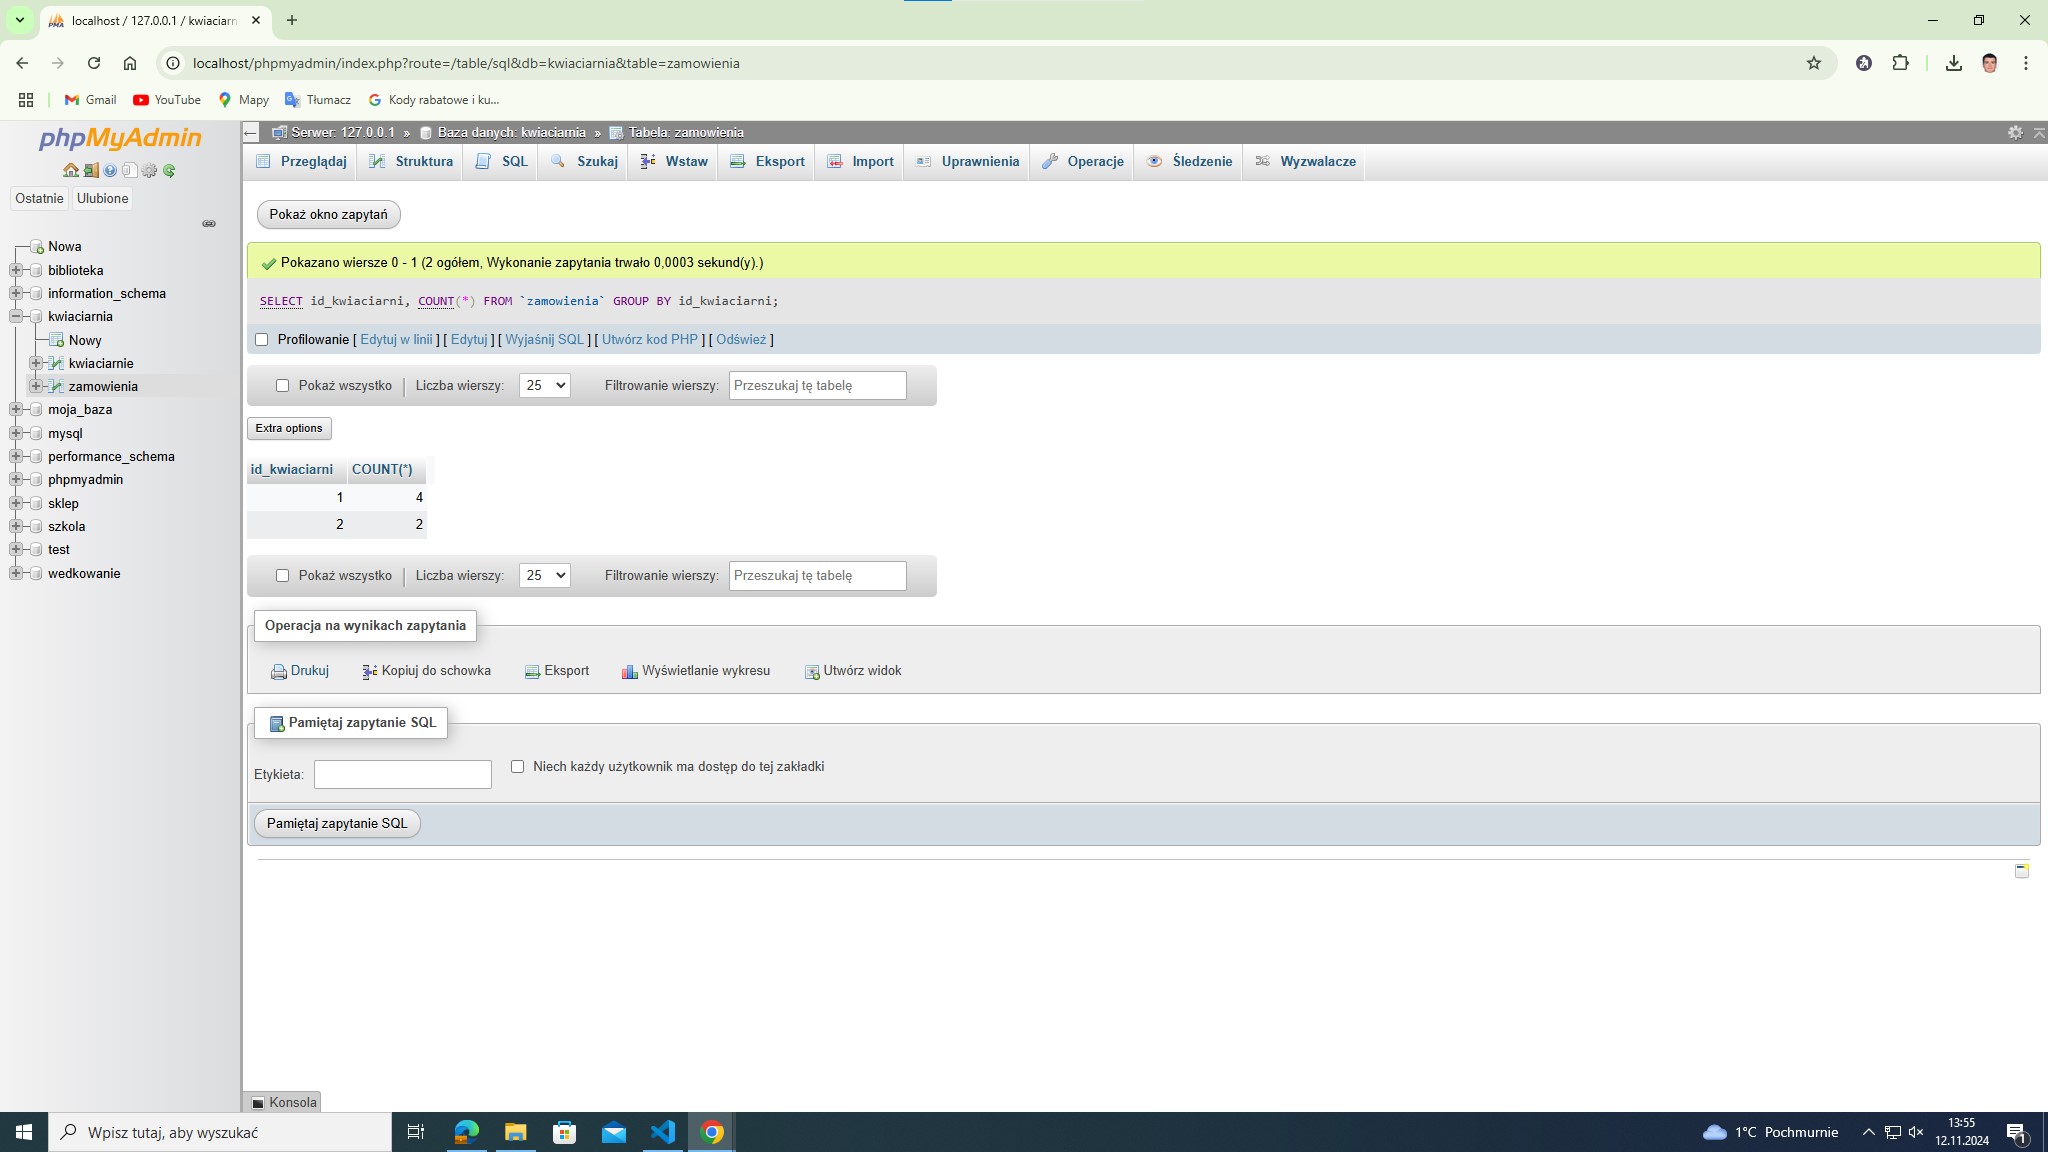 localhost / 127.0.0.1 / kwiaciarn
localhost/phpmyadmin/index.php?route=/table/sql&db=kwiaciarnia&table=zamowienia
Gmail YouTube Mapy Tłumacz Kody rabatowe i ku...
phpMyAdmin
Ostatnie Ulubione
Nowa
biblioteka
information_schema
kwiaciarnia
Nowy
kwiaciarnie
zamowienia
moja_baza
mysql
performance_schema
phpmyadmin
sklep
szkola
test
wedkowanie
Serwer: 127.0.0.1 » Baza danych: kwiaciarnia » Tabela: zamowienia
Przeglądaj Struktura SQL Szukaj Wstaw Eksport Import Uprawnienia Operacje Śledzenie Wyzwalacze
Pokaż okno zapytań
Pokazano wiersze 0 - 1 (2 ogółem, Wykonanie zapytania trwało 0,0003 sekund(y).)
SELECT id_kwiaciarni, COUNT(*) FROM `zamowienia` GROUP BY id_kwiaciarni;
Profilowanie [ Edytuj w linii ] [ Edytuj ] [ Wyjaśnij SQL ] [ Utwórz kod PHP ] [ Odśwież ]
Pokaż wszystko Liczba wierszy: 25 Filtrowanie wierszy: Przeszukaj tę tabelę
Extra options
id_kwiaciarni COUNT(*)
1 4
2 2
Pokaż wszystko Liczba wierszy: 25 Filtrowanie wierszy: Przeszukaj tę tabelę
Operacja na wynikach zapytania
Drukuj Kopiuj do schowka Eksport Wyświetlanie wykresu Utwórz widok
Pamiętaj zapytanie SQL
Etykieta: Niech każdy użytkownik ma dostęp do tej zakładki
Pamiętaj zapytanie SQL
Konsola
Wpisz tutaj, aby wyszukać
1°C Pochmurnie
13:55
12.11.2024
1